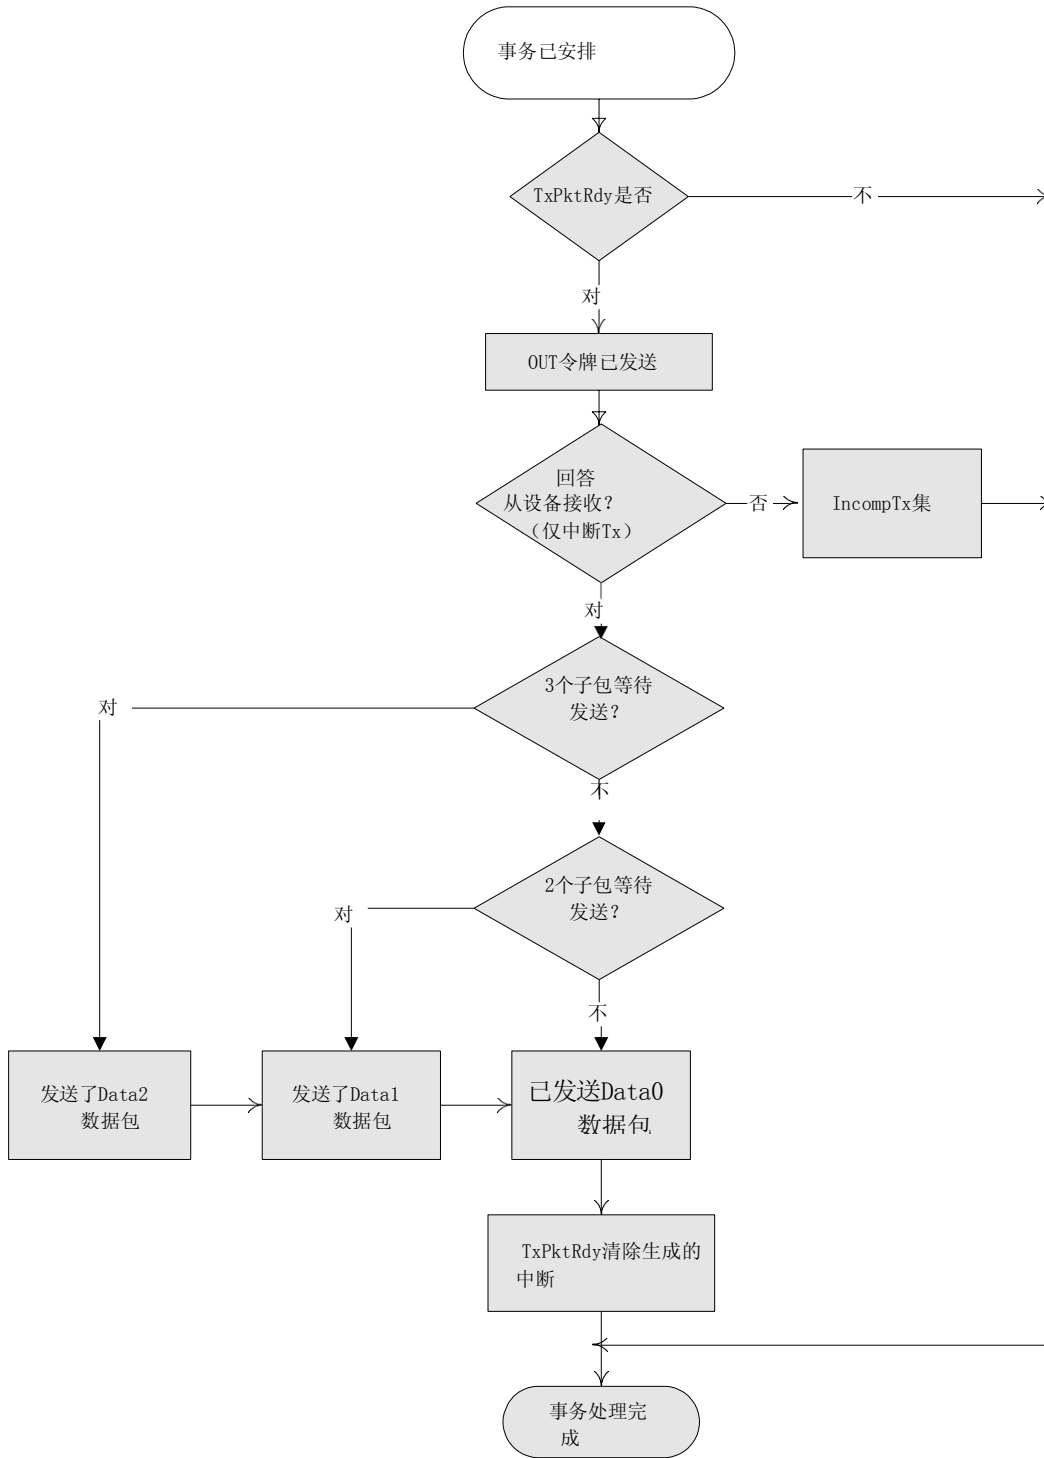 事务已安排
TxPktRdy是否
不
对
OUT令牌已发送
回答
从设备接收？
（仅中断Tx）
否
IncompTx集
对
3个子包等待
发送？
对
不
2个子包等待
发送？
对
不
发送了Data2
数据包
发送了Data1
数据包
已发送Data0
数据包
TxPktRdy清除生成的
中断
事务处理完
成